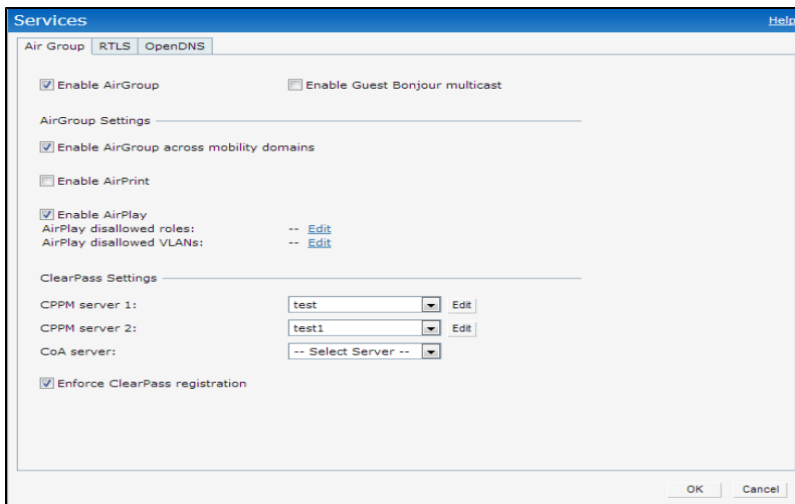 Services Help
Air Group RTLS OpenDNS
Enable AirGroup Enable Guest Bonjour multicast
AirGroup Settings
Enable AirGroup across mobility domains
Enable AirPrint
Enable AirPlay
AirPlay disallowed roles: -- Edit
AirPlay disallowed VLANs: -- Edit
ClearPass Settings
CPPM server 1: test Edit
CPPM server 2: test1 Edit
CoA server: -- Select Server --
Enforce ClearPass registration
OK Cancel